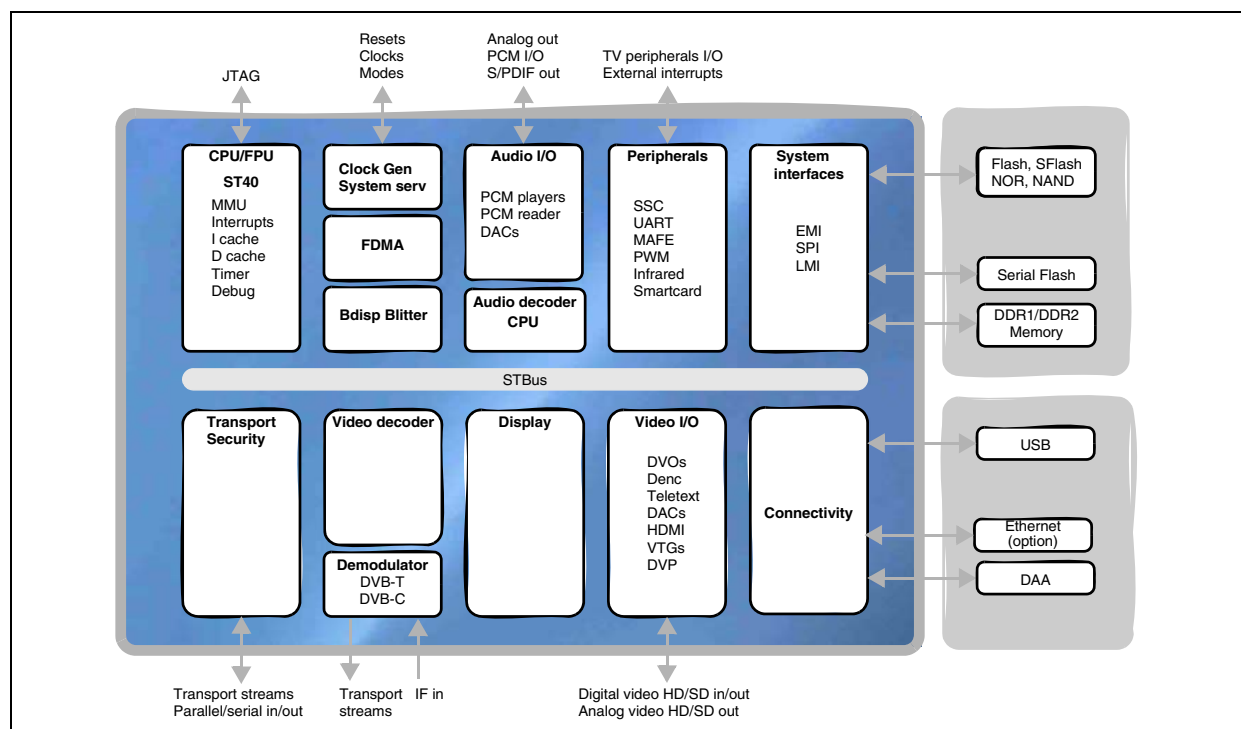 JTAG
Resets
Clocks
Modes
Analog out
PCM I/O
S/PDIF out
TV peripherals I/O
External interrupts
CPU/FPU
ST40
MMU
Interrupts
I cache
D cache
Timer
Debug
Clock Gen
System serv
FDMA
Bdisp Blitter
Audio I/O
PCM players
PCM reader
DACs
Audio decoder
CPU
Peripherals
SSC
UART
MAFE
PWM
Infrared
Smartcard
System
interfaces
EMI
SPI
LMI
Flash, SFlash
NOR, NAND
Serial Flash
DDR1/DDR2
Memory
STBus
Transport
Security
Video decoder
Demodulator
DVB-T
DVB-C
Display
Video I/O
DVOs
Denc
Teletext
DACs
HDMI
VTGs
DVP
Connectivity
USB
Ethernet
(option)
DAA
Transport streams
Parallel/serial in/out
Transport
streams
IF in
Digital video HD/SD in/out
Analog video HD/SD out